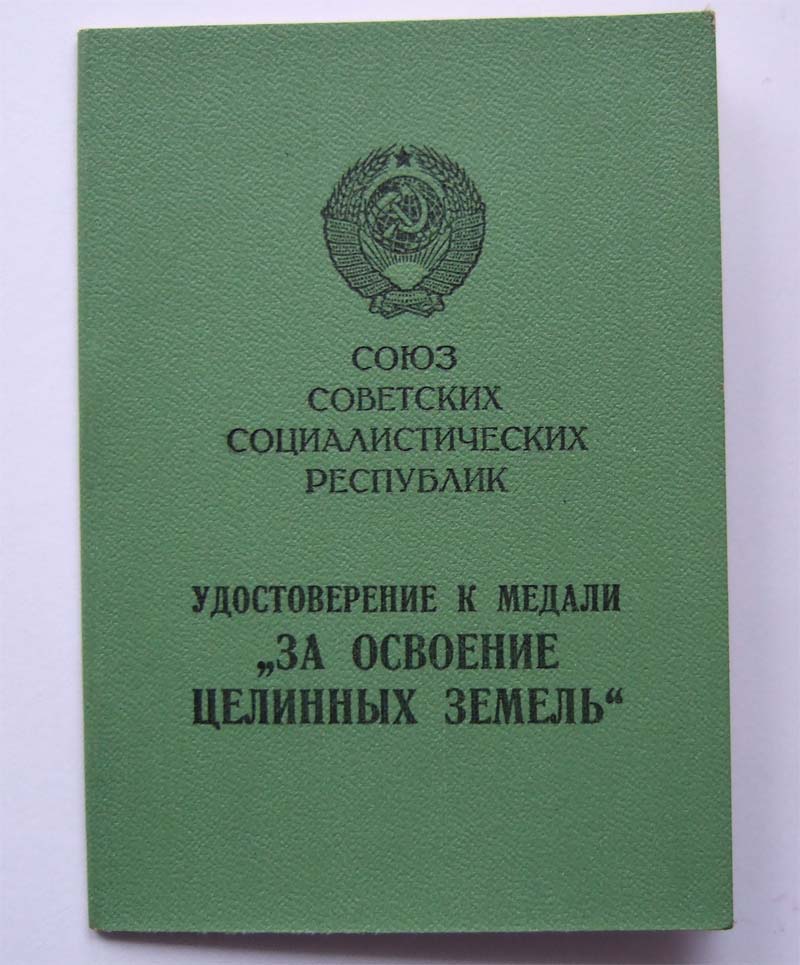 СОЮЗ
СОВЕТСКИХ
СОЦИАЛИСТИЧЕСКИХ
РЕСПУБЛИК
УДОСТОВЕРЕНИЕ К МЕДАЛИ
„ЗА ОСВОЕНИЕ
ЦЕЛИННЫХ ЗЕМЕЛЬ“